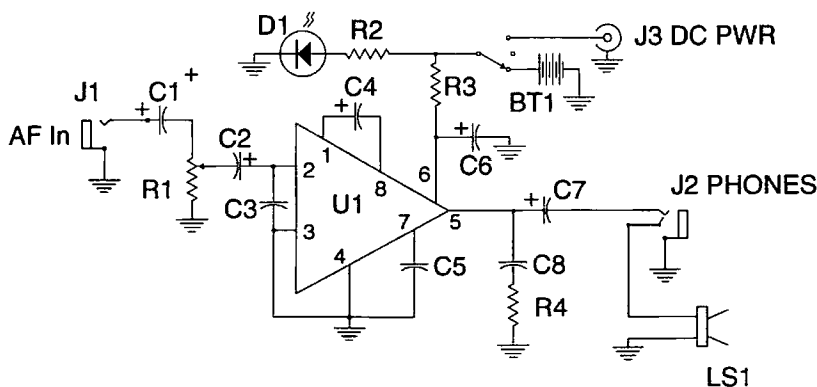 D1
R2
J3 DC PWR
+
J1
C1
+
C4
+
R3
BT1
AF In
C2
+
1
+
C6
R1
2
8
6
C7
+
J2 PHONES
C3
U1
7
5
3
4
C5
C8
R4
LS1